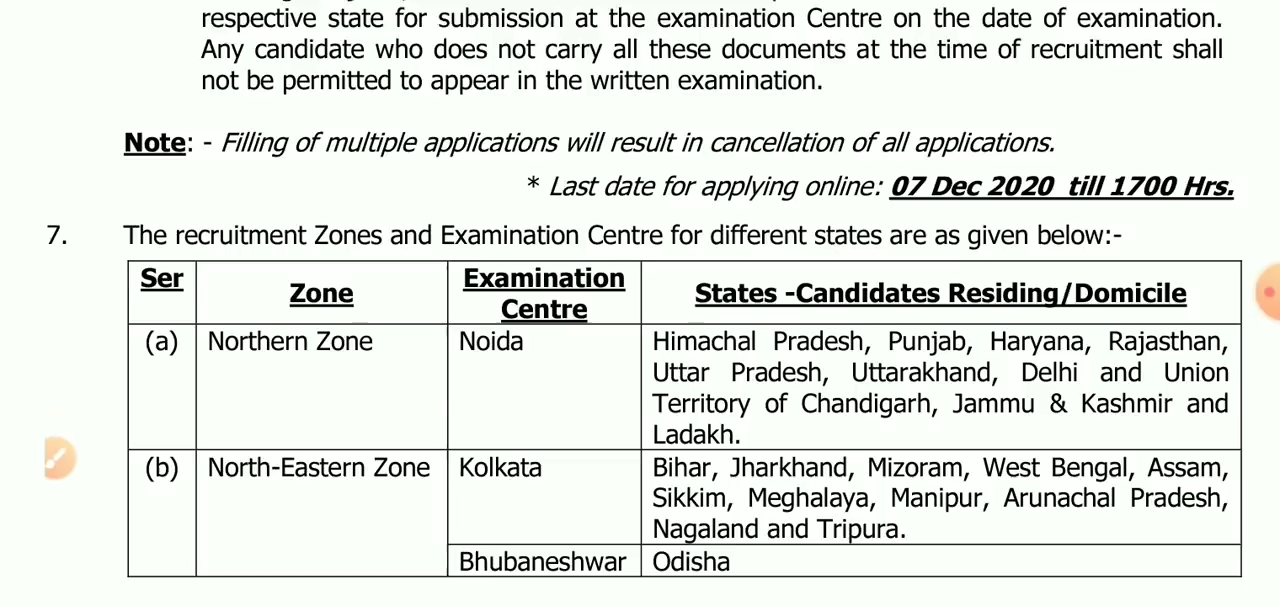 respective state for submission at the examination Centre on the date of examination.
Any candidate who does not carry all these documents at the time of recruitment shall
not be permitted to appear in the written examination.
Note: - Filling of multiple applications will result in cancellation of all applications.
* Last date for applying online: 07 Dec 2020 till 1700 Hrs.
7. The recruitment Zones and Examination Centre for different states are as given below:-
Ser Zone Examination Centre States -Candidates Residing/Domicile
(a) Northern Zone Noida Himachal Pradesh, Punjab, Haryana, Rajasthan,
Uttar Pradesh, Uttarakhand, Delhi and Union
Territory of Chandigarh, Jammu & Kashmir and
Ladakh.
(b) North-Eastern Zone Kolkata Bihar, Jharkhand, Mizoram, West Bengal, Assam,
Sikkim, Meghalaya, Manipur, Arunachal Pradesh,
Nagaland and Tripura.
Bhubaneshwar Odisha